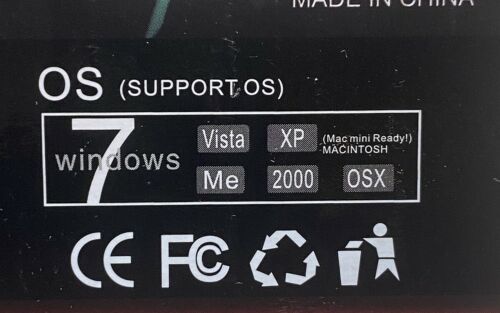 MADE IN CHINA
OS (SUPPORT OS)
windows 7
Vista XP (Mac mini Ready!)
MACINTOSH
Me 2000 OSX
CE FC